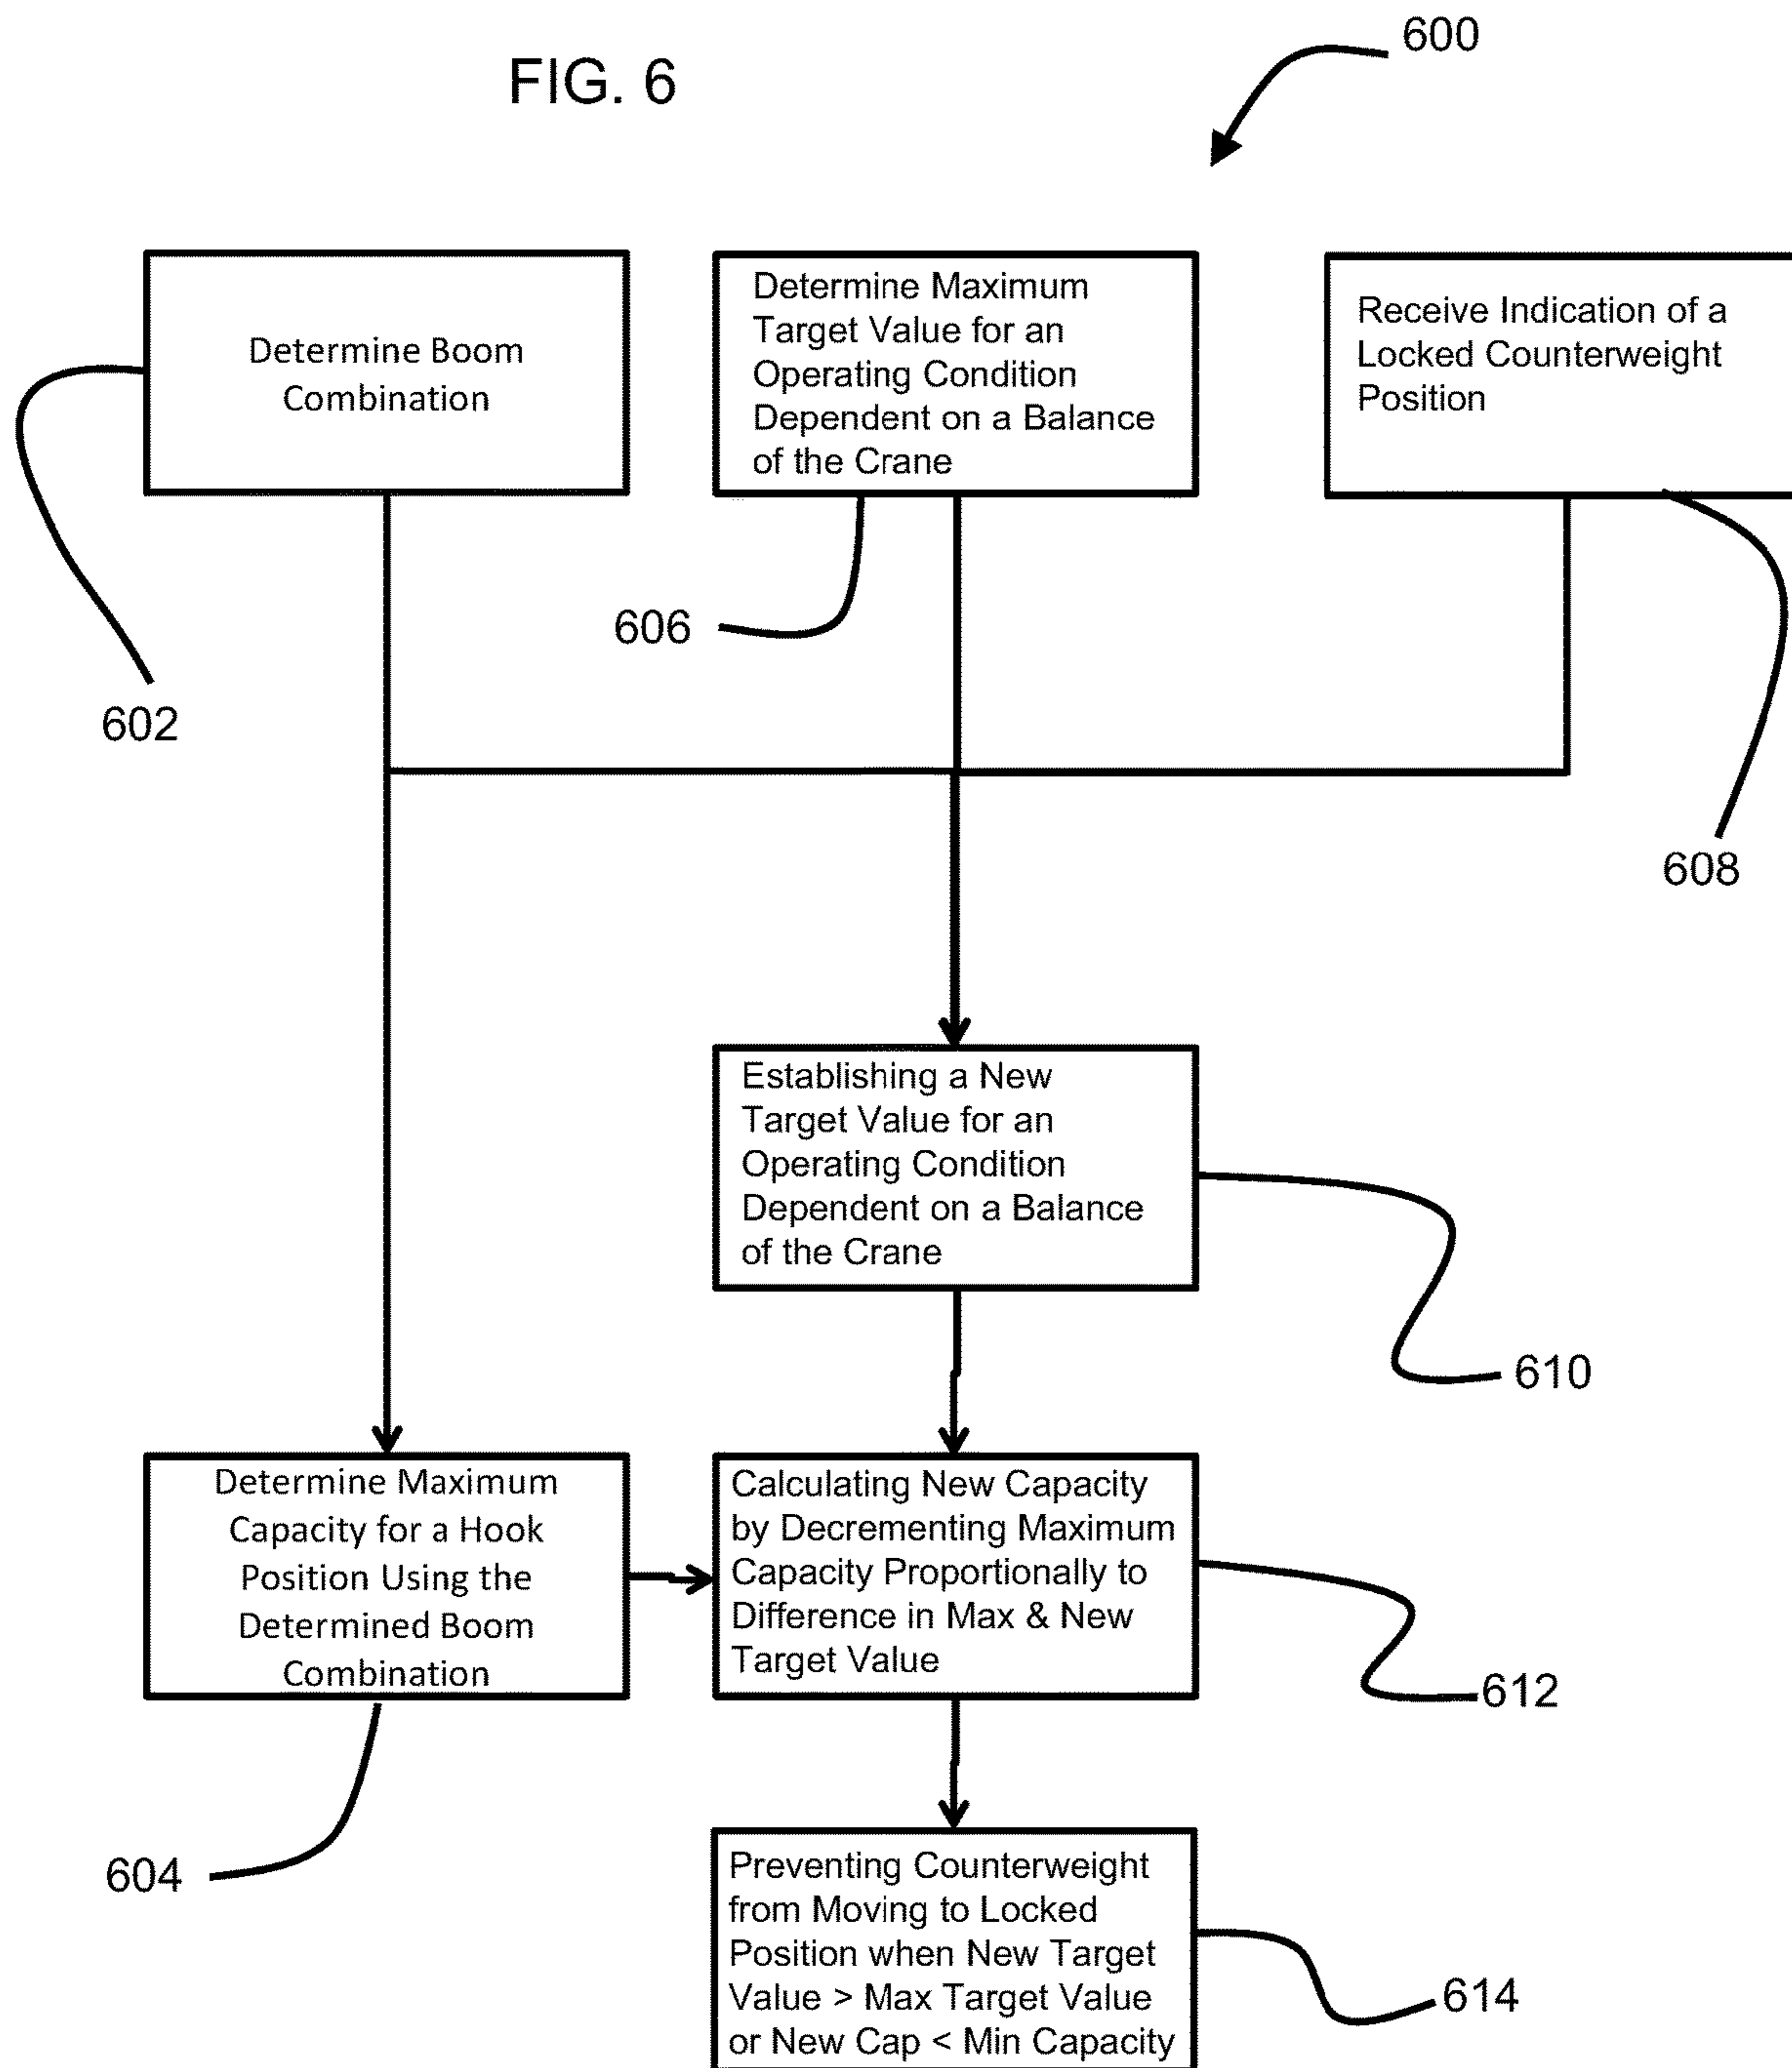 FIG. 6
600
Determine Boom
Combination
Determine Maximum
Target Value for an
Operating Condition
Dependent on a Balance
of the Crane
Receive Indication of a
Locked Counterweight
Position
606
602
608
Establishing a New
Target Value for an
Operating Condition
Dependent on a Balance
of the Crane
610
Determine Maximum
Capacity for a Hook
Position Using the
Determined Boom
Combination
Calculating New Capacity
by Decrementing Maximum
Capacity Proportionally to
Difference in Max & New
Target Value
612
604
Preventing Counterweight
from Moving to Locked
Position when New Target
Value > Max Target Value
or New Cap < Min Capacity
614